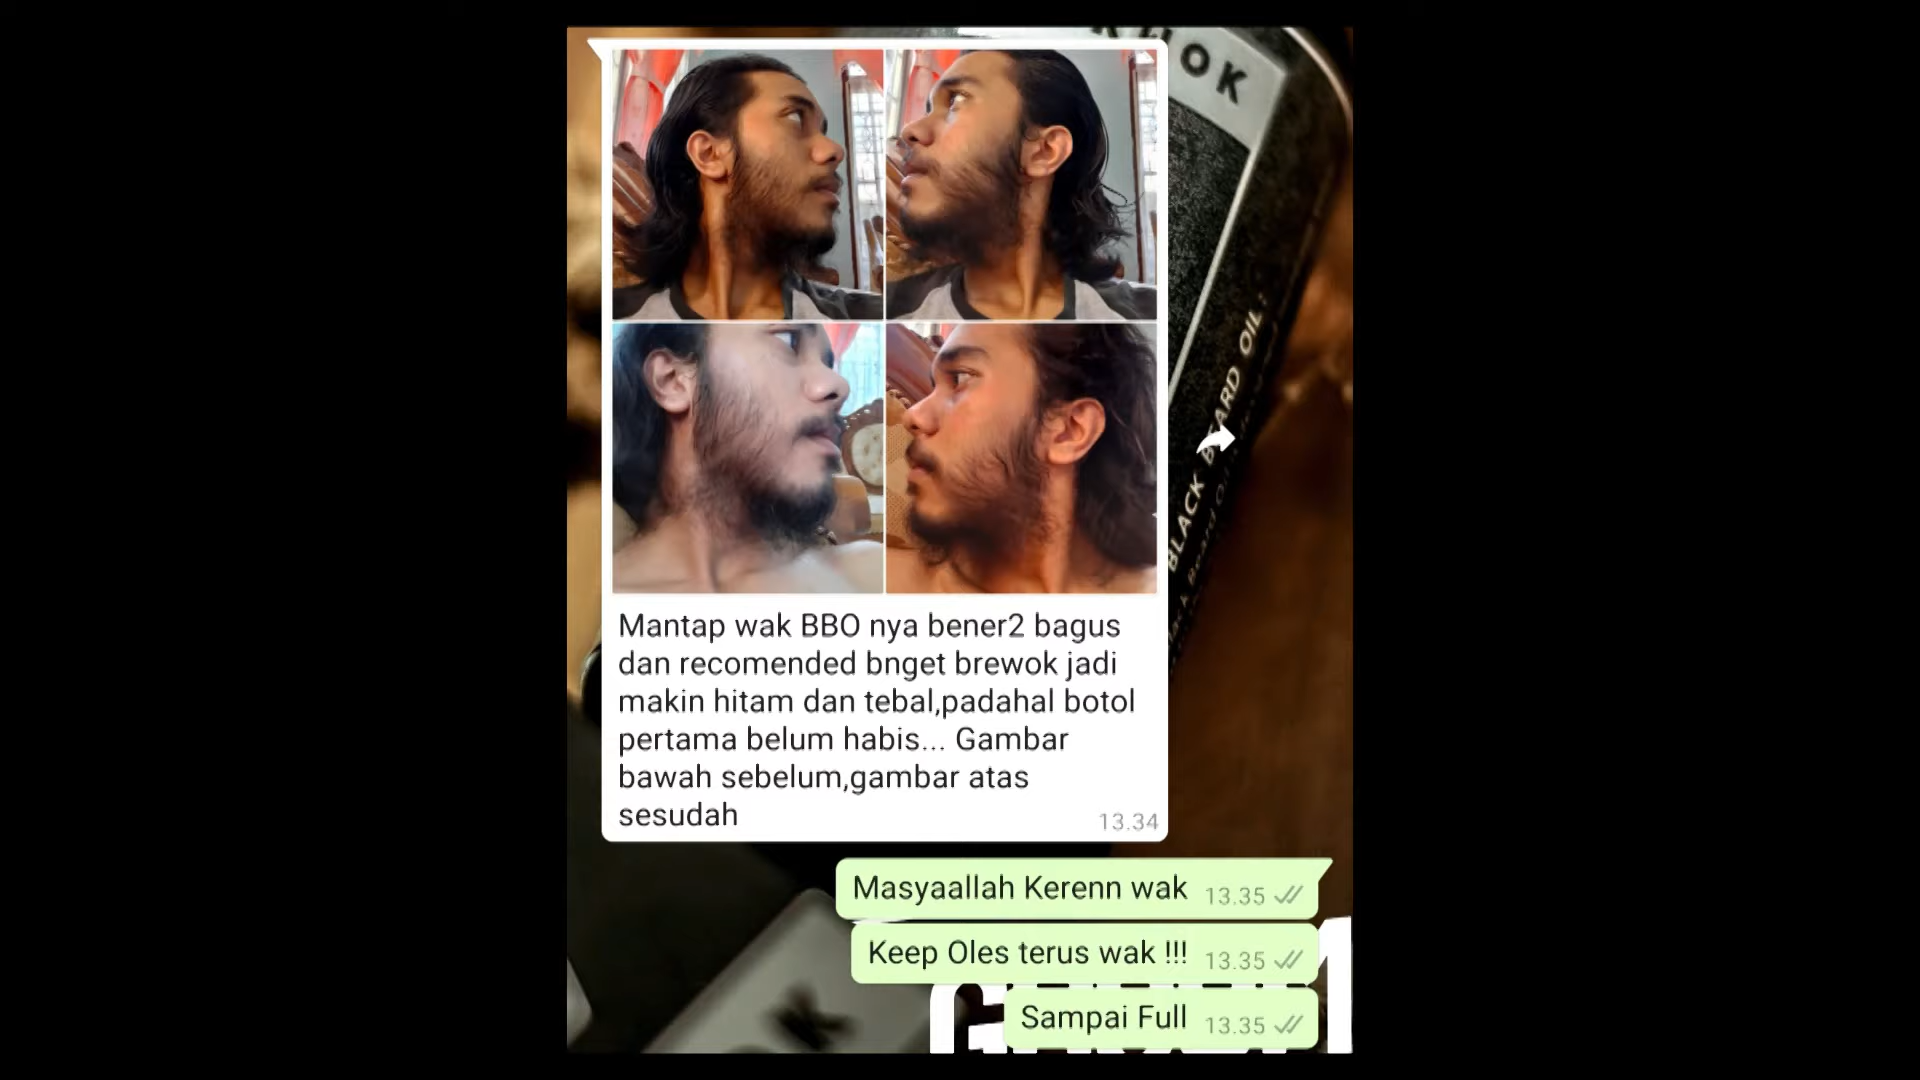 OK
BLACK BEARD OIL
Mantap wak BBO nya bener2 bagus
dan recomended bnget brewok jadi
makin hitam dan tebal,padahal botol
pertama belum habis... Gambar
bawah sebelum,gambar atas
sesudah
13.34
Masyaallah Kerenn wak 13.35
Keep Oles terus wak !!! 13.35
Sampai Full 13.35